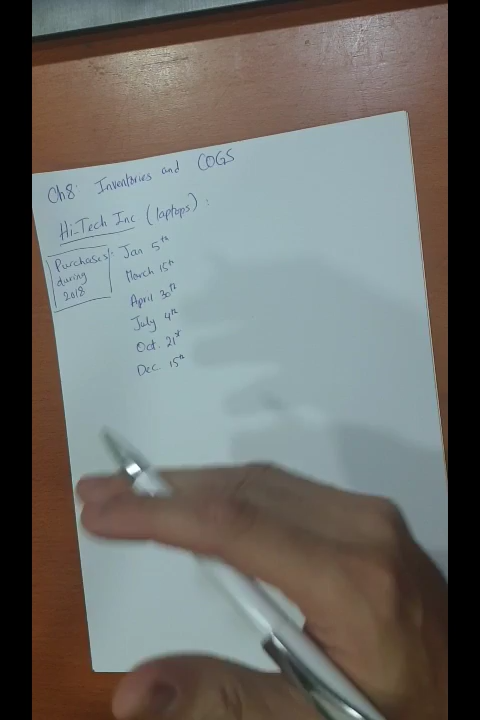 Ch8: Inventories and COGS
Hi-Tech Inc (laptops) :
Purchases: Jan 5th
during March 15th
2018 April 30th
July 4th
Oct. 21st
Dec. 15th